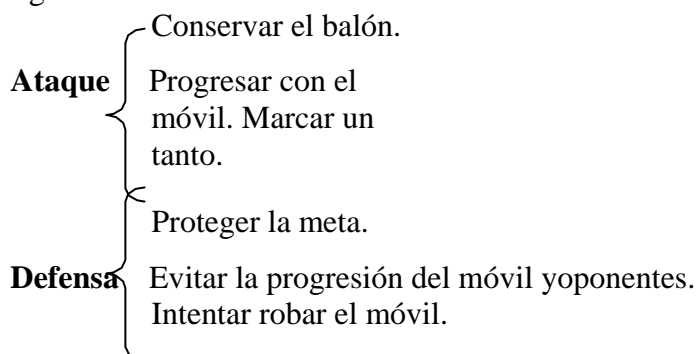 Conservar el balón.
Ataque Progresar con el
móvil. Marcar un
tanto.
Proteger la meta.
Defensa Evitar la progresión del móvil yoponentes.
Intentar robar el móvil.